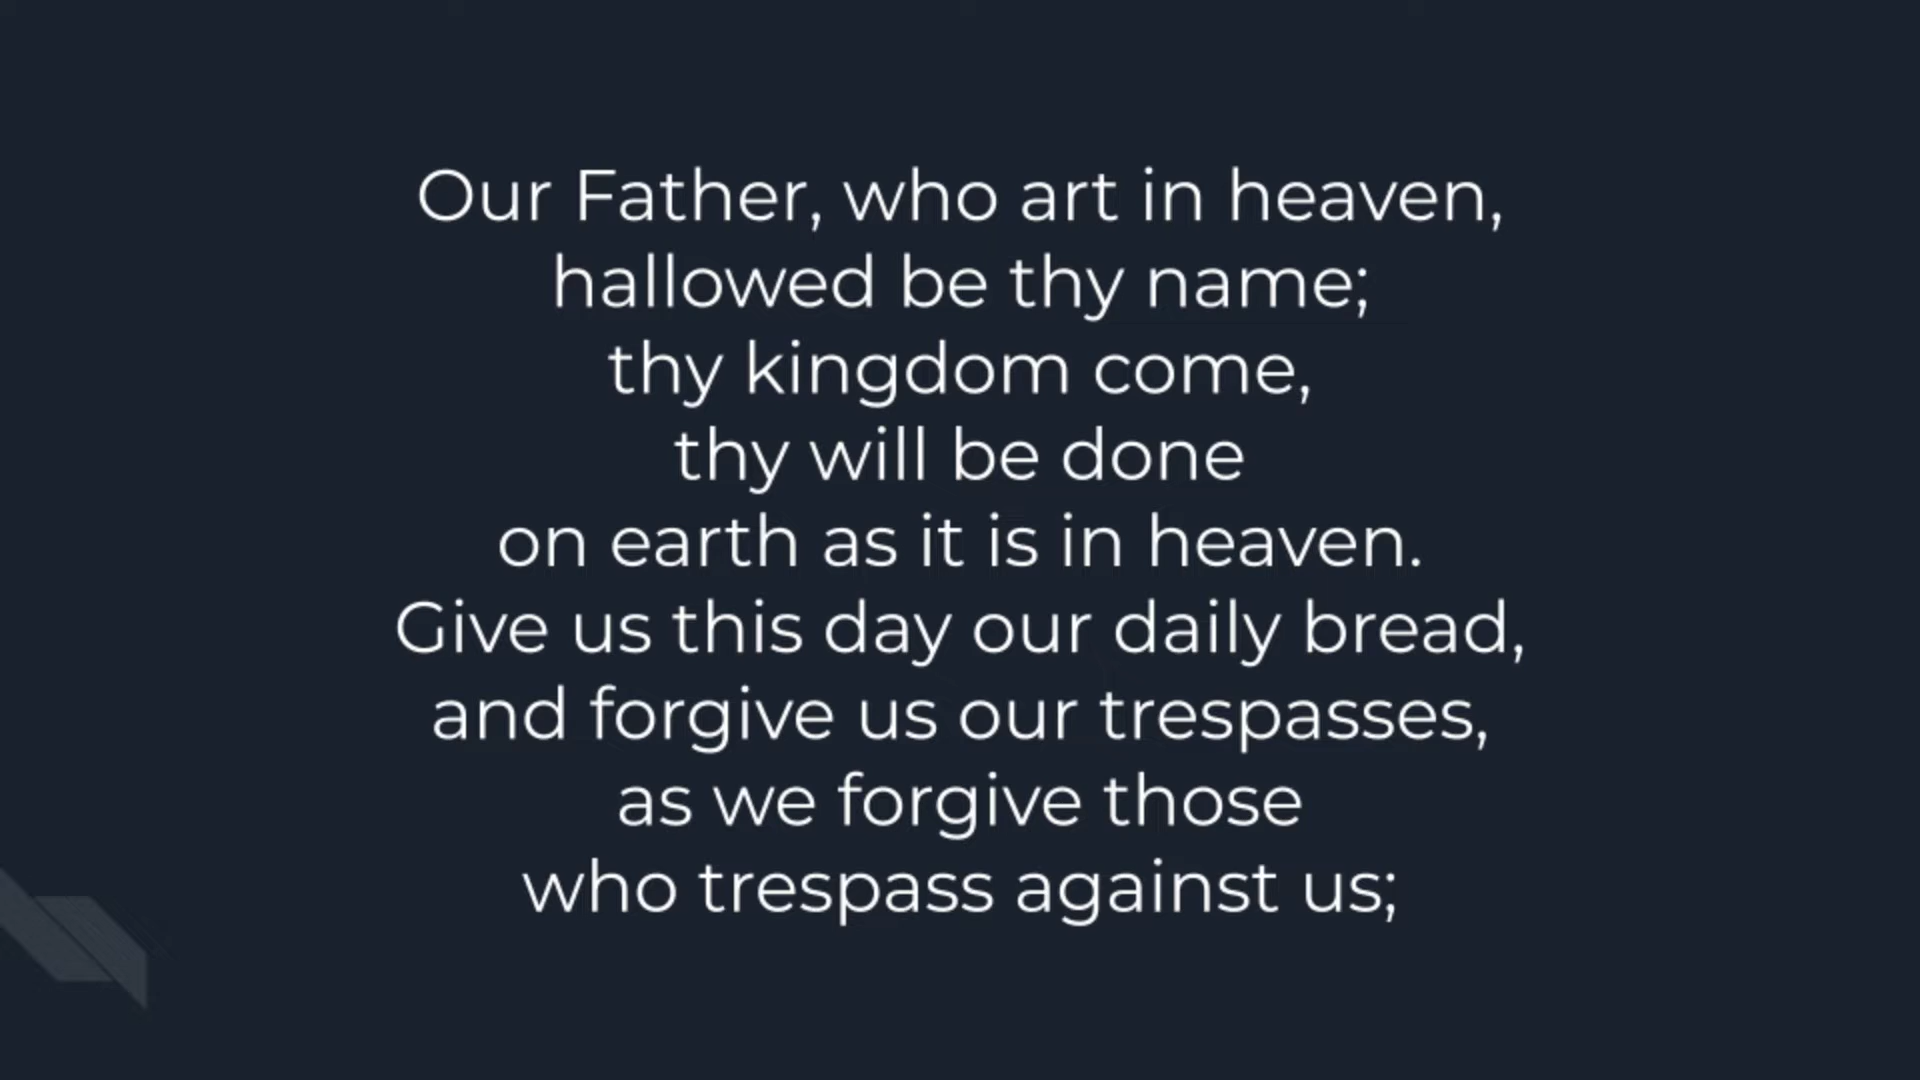 Our Father, who art in heaven,
hallowed be thy name;
thy kingdom come,
thy will be done
on earth as it is in heaven.
Give us this day our daily bread,
and forgive us our trespasses,
as we forgive those
who trespass against us;